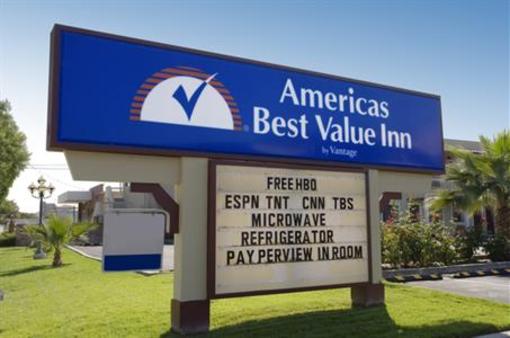 Americas
Best Value Inn
by Vantage
FREE HBO
ESPN TNT CNN TBS
MICROWAVE
REFRIGERATOR
PAY PERVIEW IN ROOM